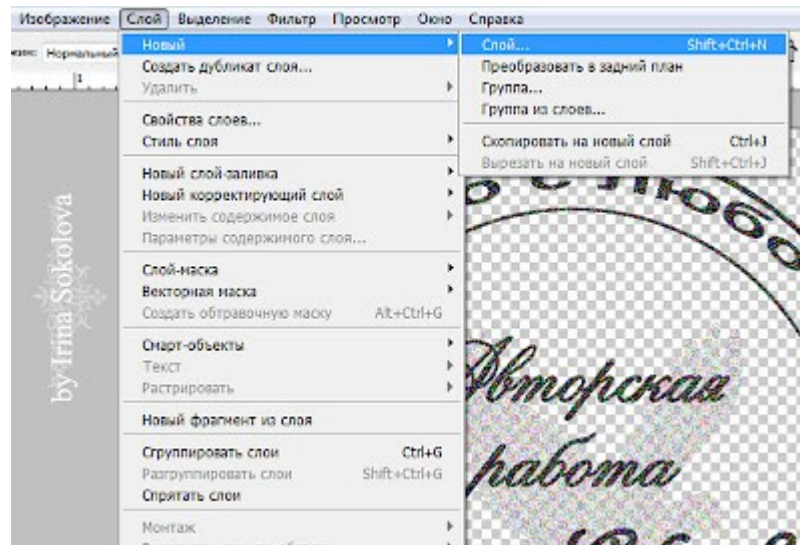 Изображение Слой Выделение Фильтр Просмотр Окно Справка
Нормальный
1
Новый
Создать дубликат слоя...
Удалить
Свойства слоев...
Стиль слоя
Новый слой-заливка
Новый корректирующий слой
Изменить содержимое слоя
Параметры содержимого слоя...
Слой-маска
Векторная маска
Создать обтравочную маску Alt+Ctrl+G
Смарт-объекты
Текст
Растрировать
Новый фрагмент из слоя
Сгруппировать слои Ctrl+G
Разгруппировать слои Shift+Ctrl+G
Спрятать слои
Монтаж
Слой... Shift+Ctrl+N
Преобразовать в задний план
Группа...
Группа из слоев...
Скопировать на новый слой Ctrl+J
Вырезать на новый слой Shift+Ctrl+J
с любо
Авторская
работа
by Irina Sokolova